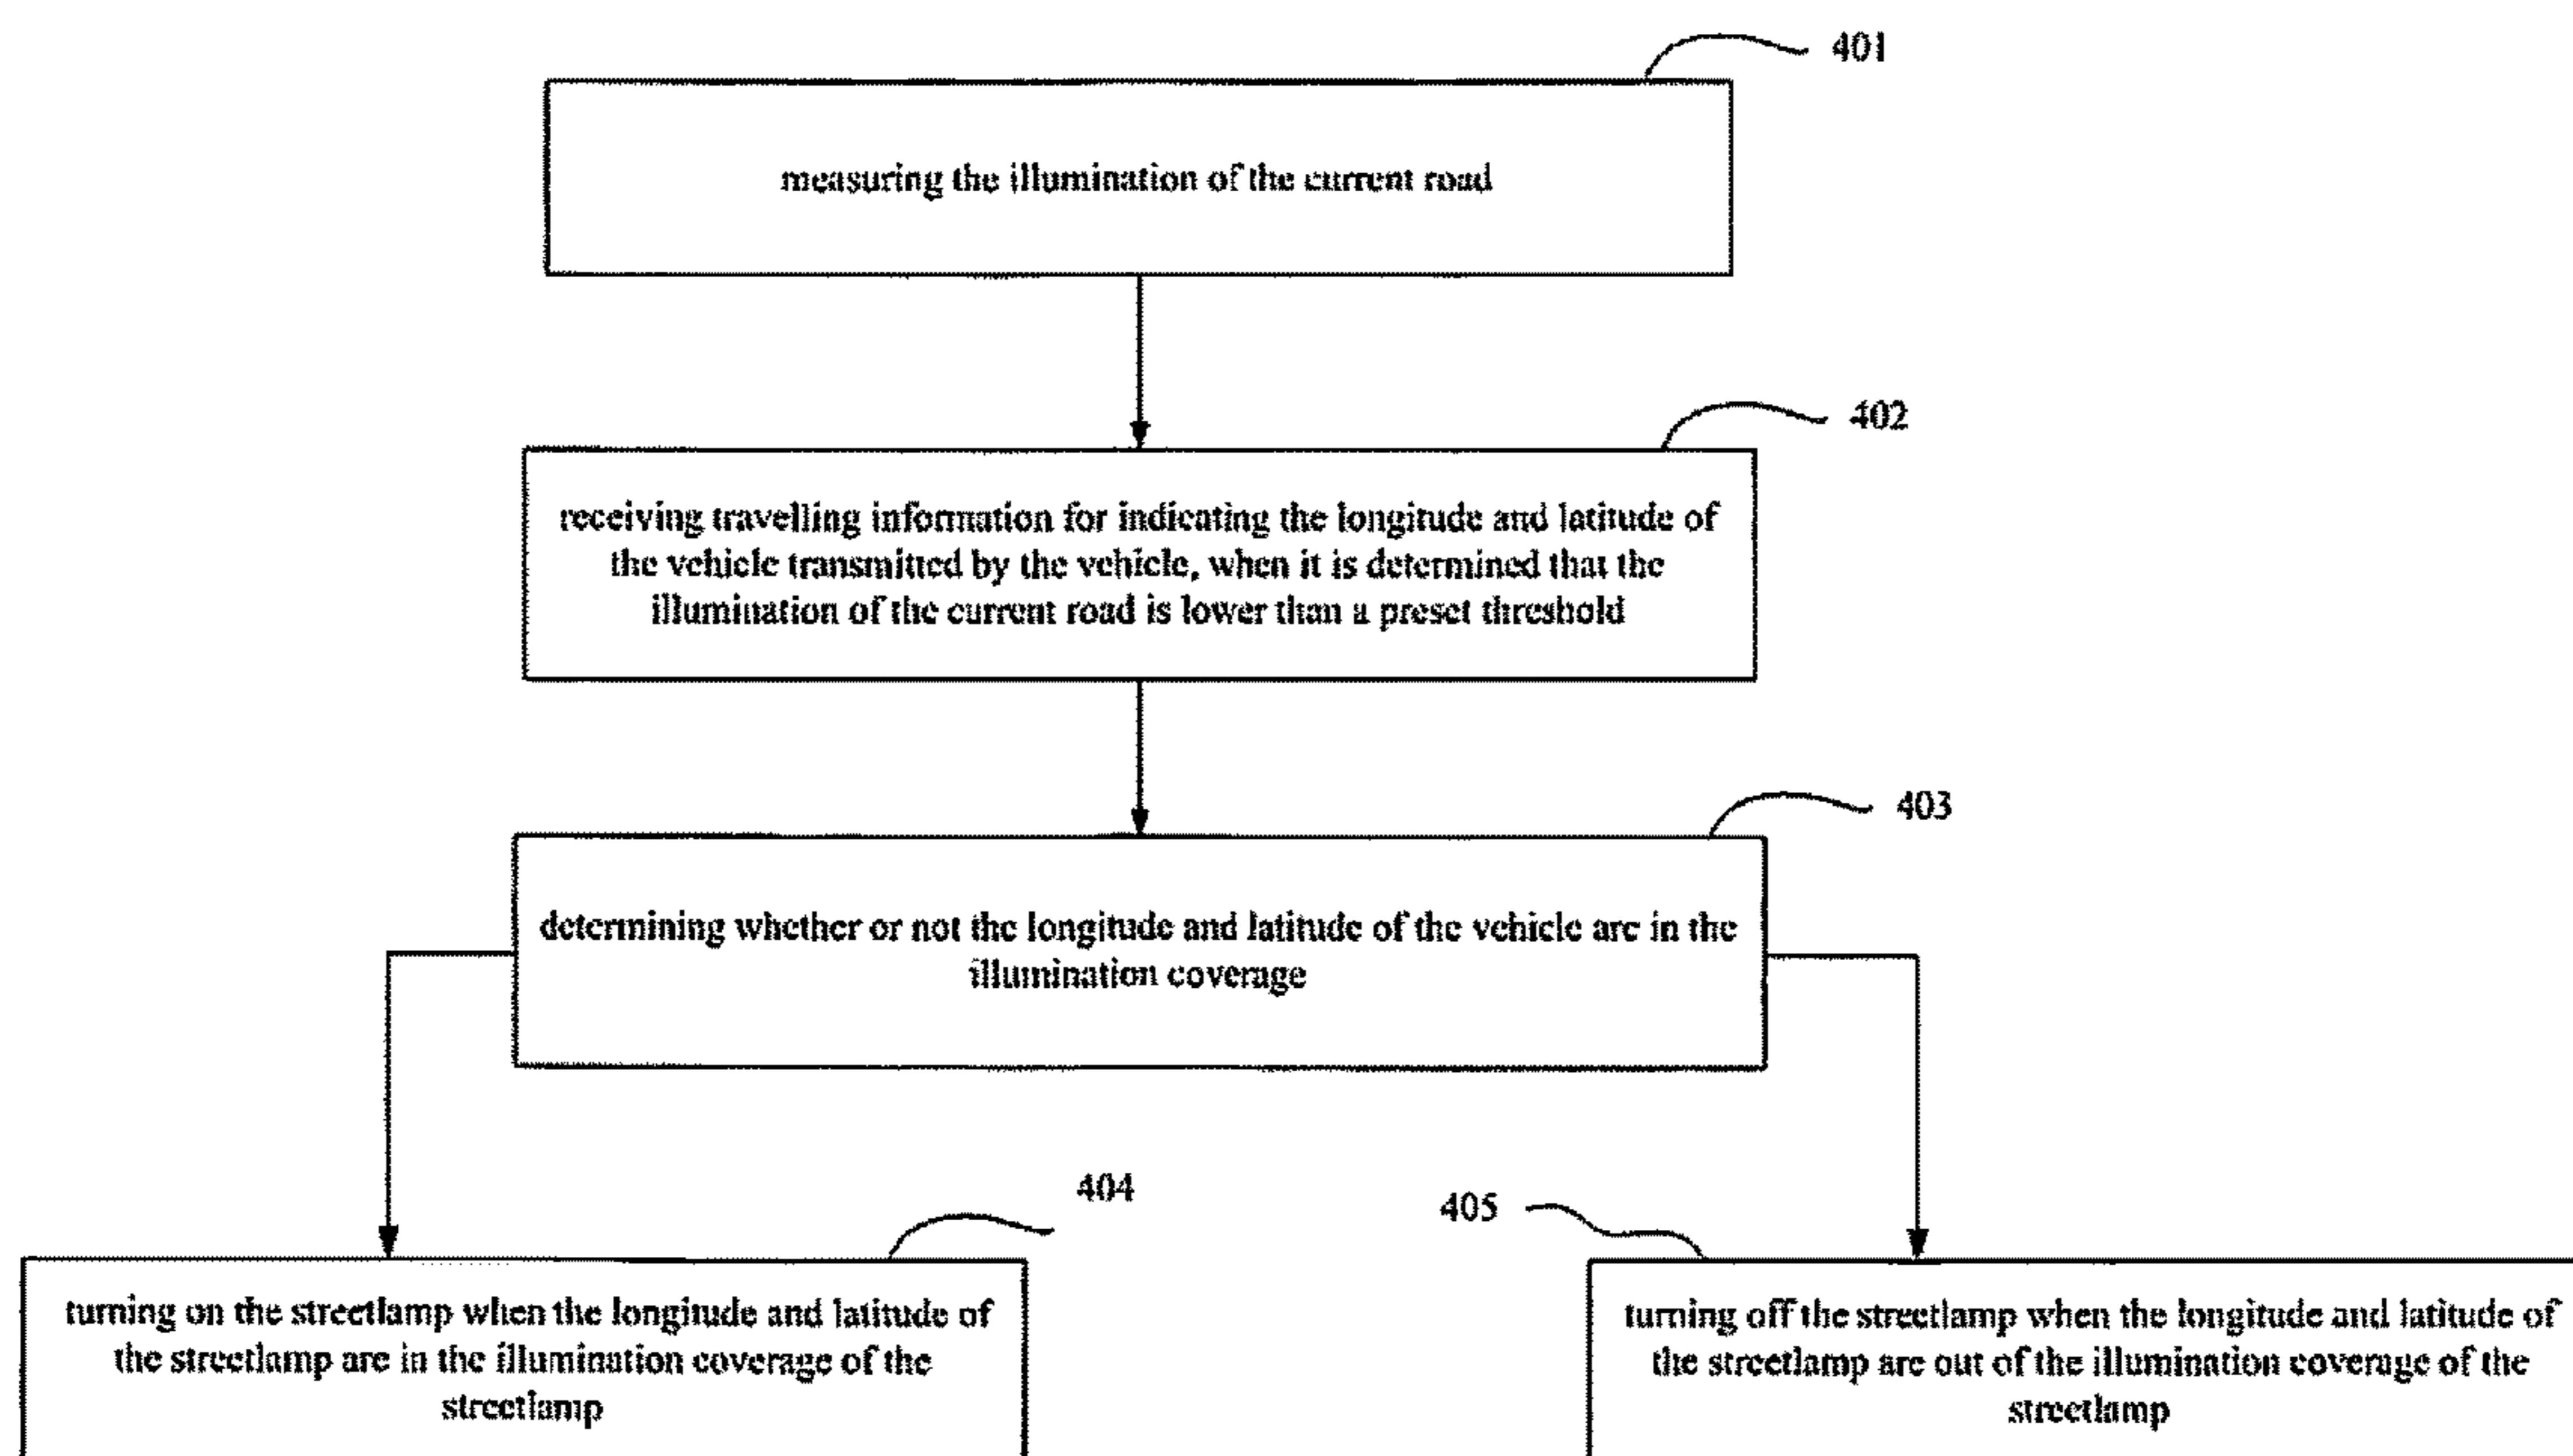 401
measuring the illumination of the current road
402
receiving travelling information for indicating the longitude and latitude of
the vehicle transmitted by the vehicle, when it is determined that the
illumination of the current road is lower than a preset threshold
403
determining whether or not the longitude and latitude of the vehicle are in the
illumination coverage
404
turning on the streetlamp when the longitude and latitude of
the streetlamp are in the illumination coverage of the
streetlamp
405
turning off the streetlamp when the longitude and latitude of
the streetlamp are out of the illumination coverage of the
streetlamp